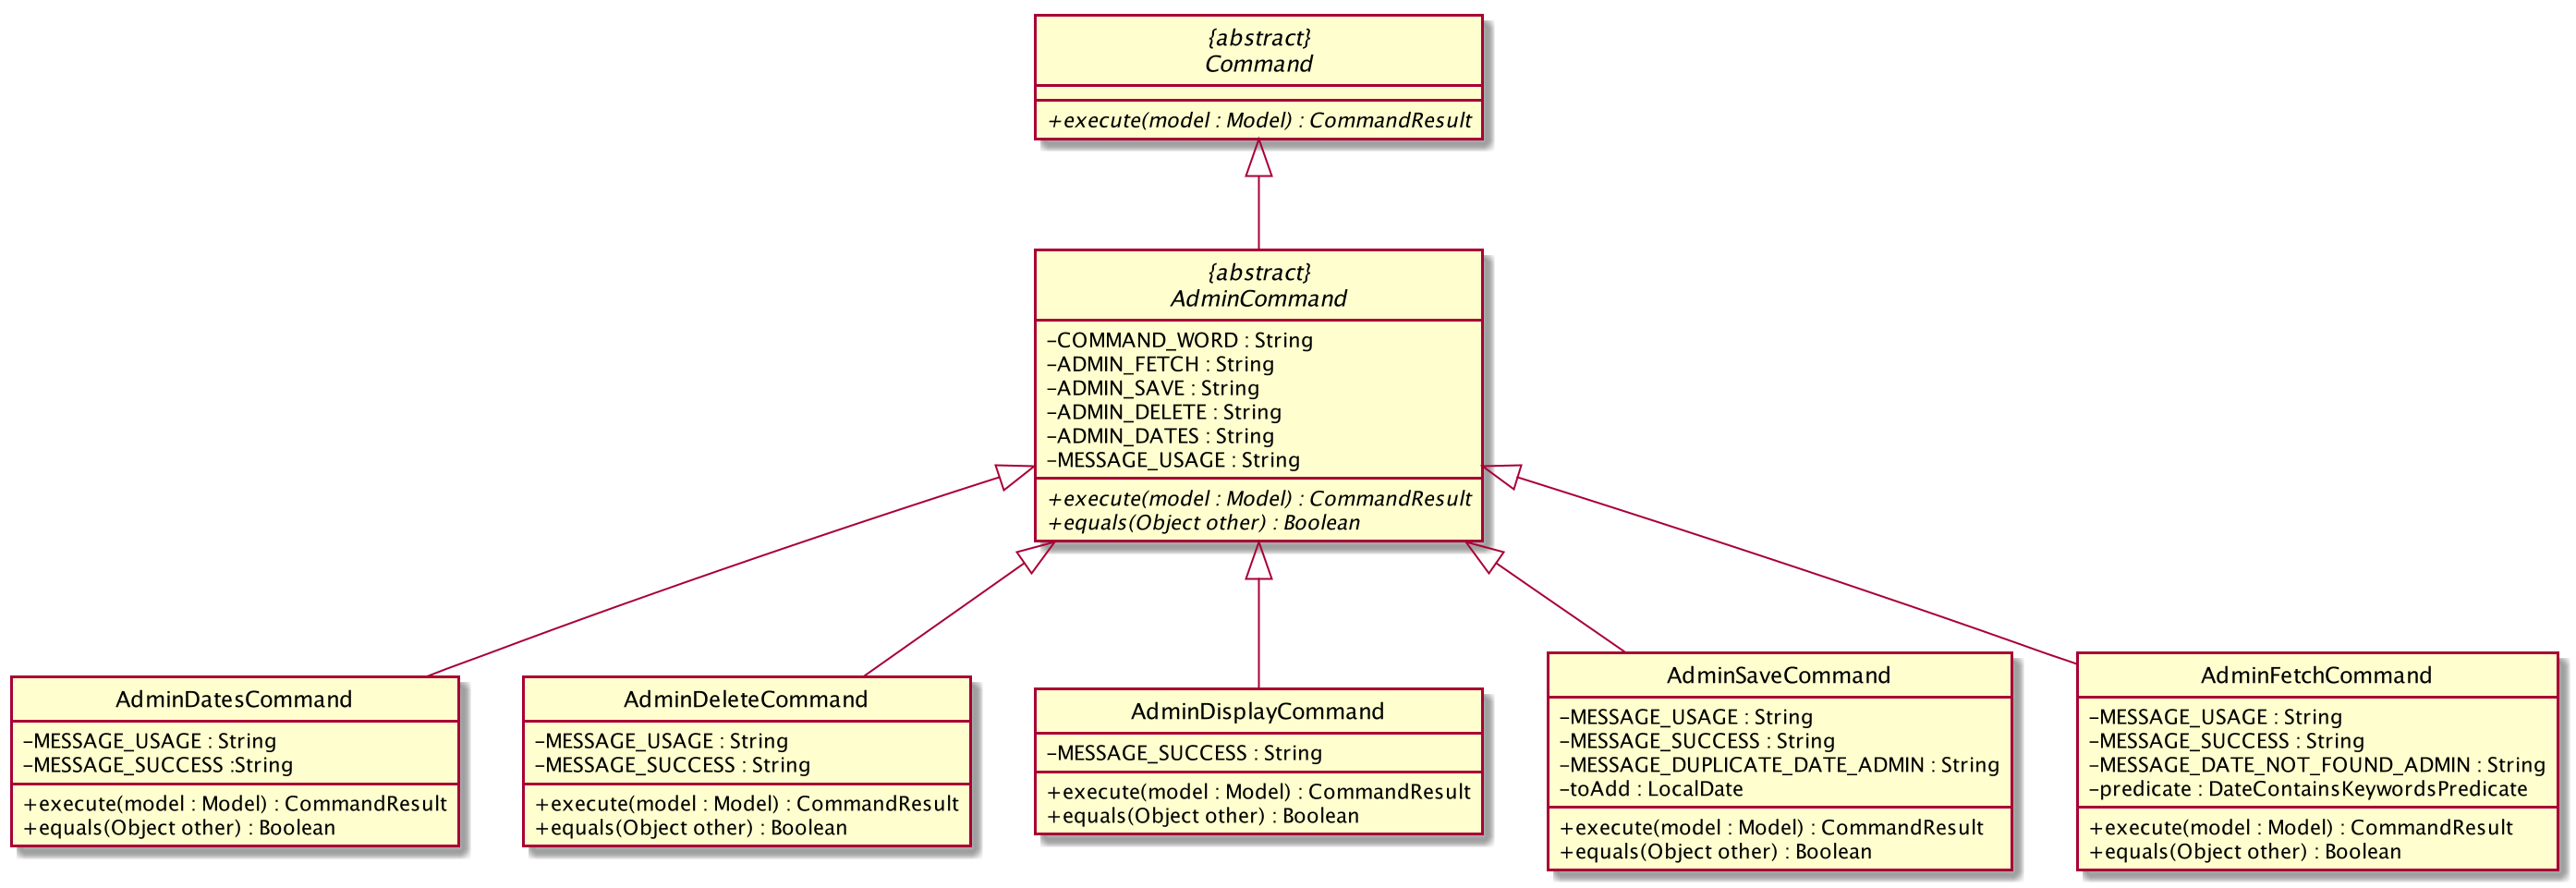 {abstract}
Command
+execute(model : Model) : CommandResult
{abstract}
AdminCommand
-COMMAND_WORD : String
-ADMIN_FETCH : String
-ADMIN_SAVE : String
-ADMIN_DELETE : String
-ADMIN_DATES : String
-MESSAGE_USAGE : String
+execute(model : Model) : CommandResult
+equals(Object other) : Boolean
AdminDatesCommand
-MESSAGE_USAGE : String
-MESSAGE_SUCCESS :String
+execute(model : Model) : CommandResult
+equals(Object other) : Boolean
AdminDeleteCommand
-MESSAGE_USAGE : String
-MESSAGE_SUCCESS : String
+execute(model : Model) : CommandResult
+equals(Object other) : Boolean
AdminDisplayCommand
-MESSAGE_SUCCESS : String
+execute(model : Model) : CommandResult
+equals(Object other) : Boolean
AdminSaveCommand
-MESSAGE_USAGE : String
-MESSAGE_SUCCESS : String
-MESSAGE_DUPLICATE_DATE_ADMIN : String
-toAdd : LocalDate
+execute(model : Model) : CommandResult
+equals(Object other) : Boolean
AdminFetchCommand
-MESSAGE_USAGE : String
-MESSAGE_SUCCESS : String
-MESSAGE_DATE_NOT_FOUND_ADMIN : String
-predicate : DateContainsKeywordsPredicate
+execute(model : Model) : CommandResult
+equals(Object other) : Boolean